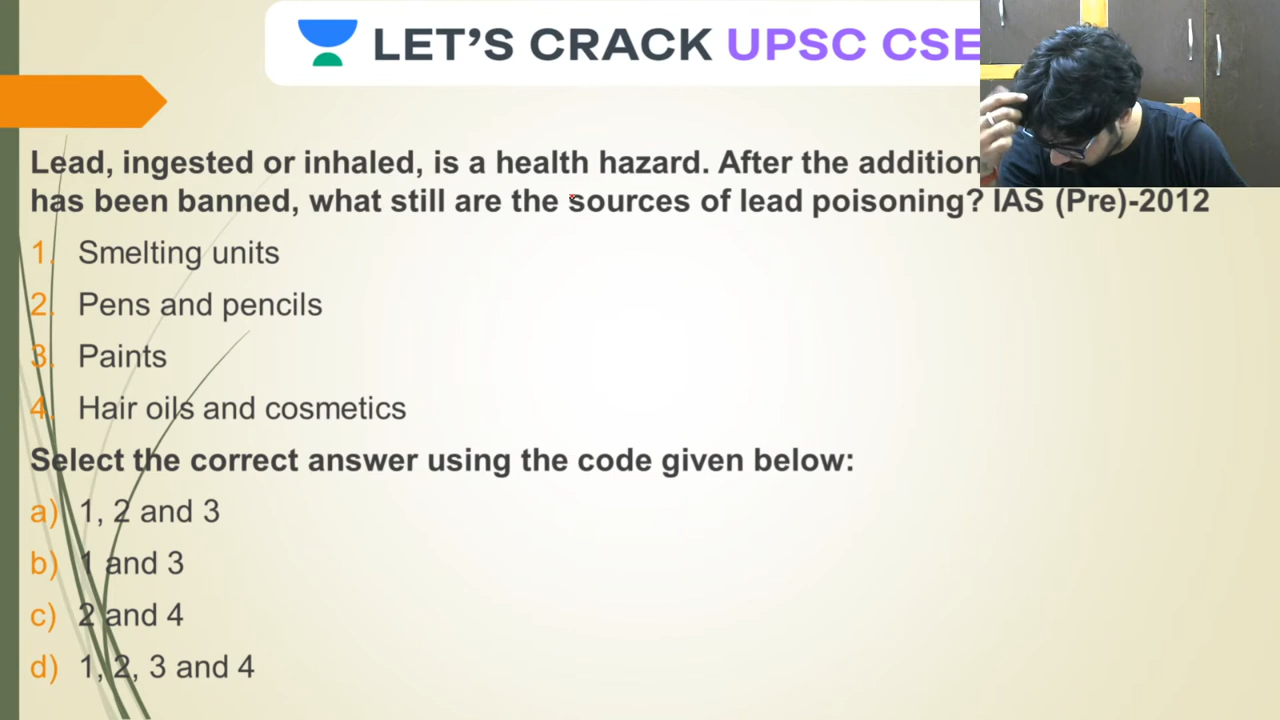 LET'S CRACK UPSC CSE
Lead, ingested or inhaled, is a health hazard. After the addition
has been banned, what still are the sources of lead poisoning? IAS (Pre)-2012
1. Smelting units
2. Pens and pencils
3. Paints
4. Hair oils and cosmetics
Select the correct answer using the code given below:
a) 1, 2 and 3
b) 1 and 3
c) 2 and 4
d) 1, 2, 3 and 4